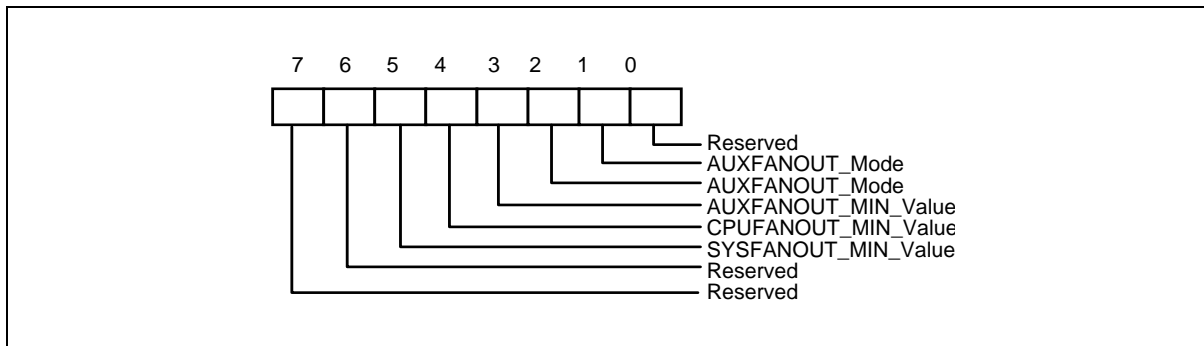 7 6 5 4 3 2 1 0
Reserved
AUXFANOUT_Mode
AUXFANOUT_Mode
AUXFANOUT_MIN_Value
CPUFANOUT_MIN_Value
SYSFANOUT_MIN_Value
Reserved
Reserved